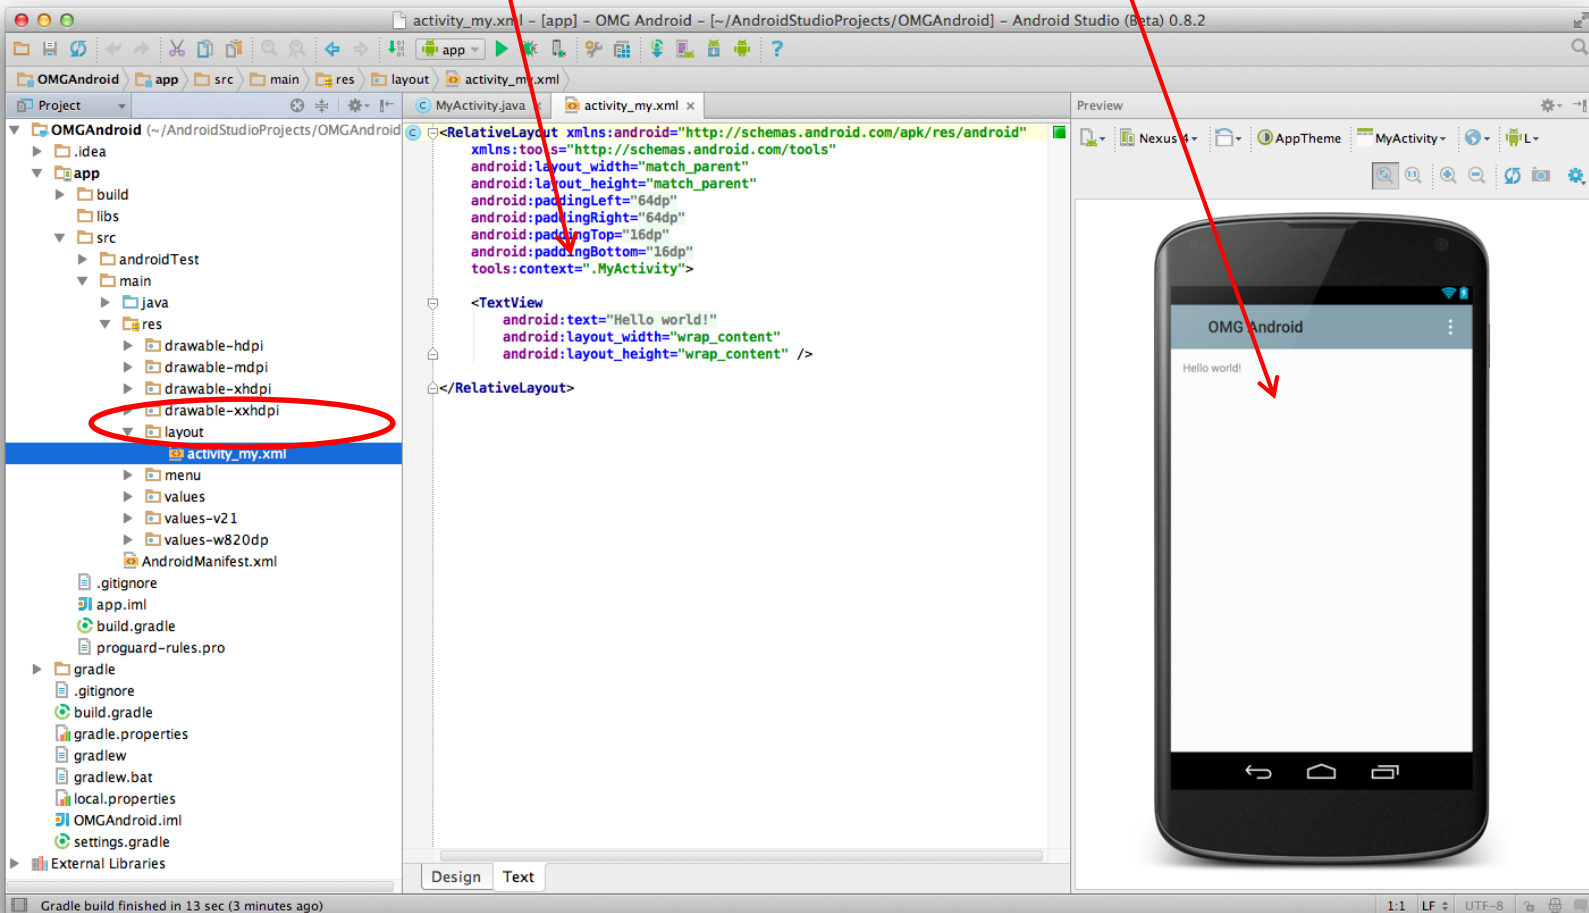 activity_my.xml - [app] - OMG Android - [~/AndroidStudioProjects/OMGAndroid] - Android Studio (Beta) 0.8.2
app
OMGAndroid app src main res layout activity_my.xml
Project
MyActivity.java activity_my.xml
Preview
OMGAndroid (~/AndroidStudioProjects/OMGAndroid
.idea
app
build
libs
src
androidTest
main
java
res
drawable-hdpi
drawable-mdpi
drawable-xhdpi
drawable-xxhdpi
layout
activity_my.xml
menu
values
values-v21
values-w820dp
AndroidManifest.xml
.gitignore
app.iml
build.gradle
proguard-rules.pro
gradle
.gitignore
build.gradle
gradle.properties
gradlew
gradlew.bat
local.properties
OMGAndroid.iml
settings.gradle
External Libraries
<RelativeLayout xmlns:android="http://schemas.android.com/apk/res/android"
xmlns:tools="http://schemas.android.com/tools"
android:layout_width="match_parent"
android:layout_height="match_parent"
android:paddingLeft="64dp"
android:paddingRight="64dp"
android:paddingTop="16dp"
android:paddingBottom="16dp"
tools:context=".MyActivity">
<TextView
android:text="Hello world!"
android:layout_width="wrap_content"
android:layout_height="wrap_content" />
</RelativeLayout>
Design Text
Nexus 4 AppTheme MyActivity L
OMG Android
Hello world!
Gradle build finished in 13 sec (3 minutes ago)
1:1 LF UTF-8